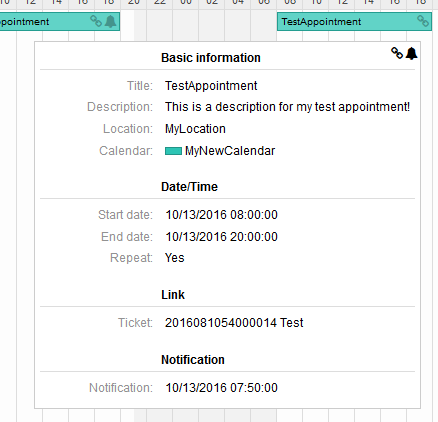 10 12 14 16 18 20 22 00 02 04 06 08 10 12 14 16 18
pointment TestAppointment
Basic information
Title: TestAppointment
Description: This is a description for my test appointment!
Location: MyLocation
Calendar: MyNewCalendar
Date/Time
Start date: 10/13/2016 08:00:00
End date: 10/13/2016 20:00:00
Repeat: Yes
Link
Ticket: 2016081054000014 Test
Notification
Notification: 10/13/2016 07:50:00